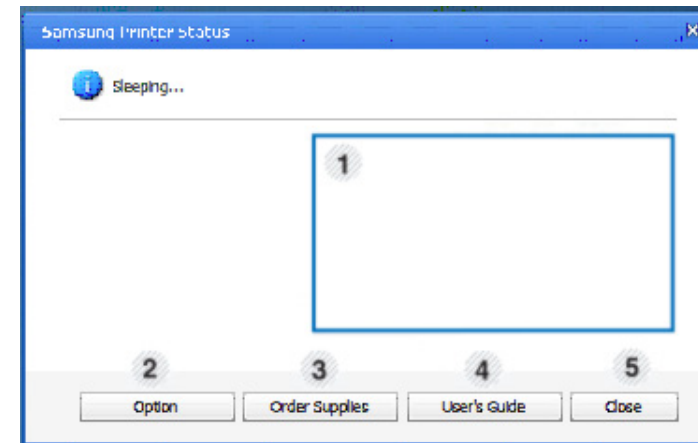 Samsung Printer Status
Sleeping...
1
2 3 4 5
Option Order Supplies User's Guide Close